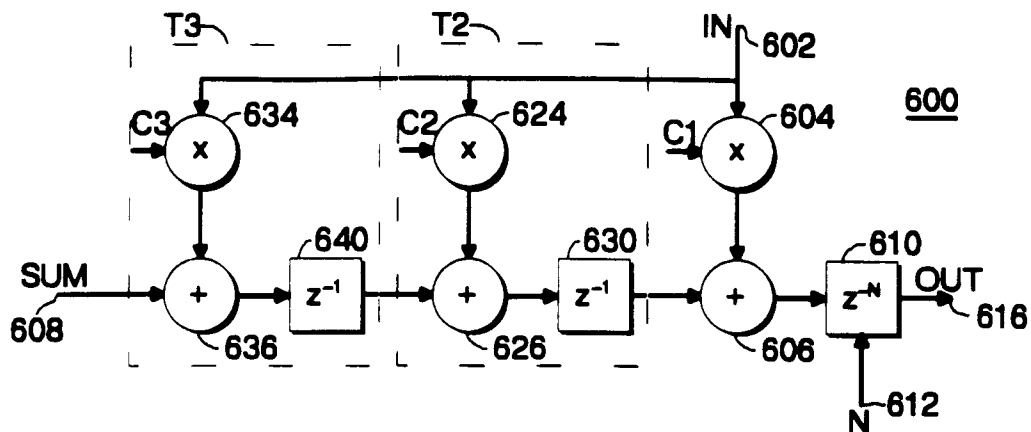 T3 T2 IN 602
C3 634 C2 624 C1 604 600
x x x
640 630 610
SUM + z⁻¹ + z⁻¹ + z⁻ᴺ OUT
608 636 626 606 616
N 612